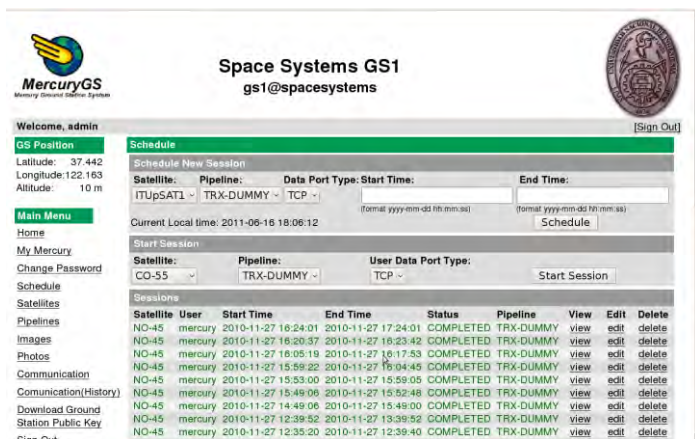 MercuryGS
Mercury Ground Station System
Space Systems GS1
gs1@spacesystems
Welcome, admin
[Sign Out]
GS Position
Latitude: 37.442
Longitude:122.163
Altitude: 10 m
Main Menu
Home
My Mercury
Change Password
Schedule
Satellites
Pipelines
Images
Photos
Communication
Comunication(History)
Download Ground
Station Public Key
Sign Out
Schedule
Schedule New Session
Satellite: Pipeline: Data Port Type: Start Time: End Time:
ITUpSAT1 TRX-DUMMY TCP
(format yyyy-mm-dd hh:mm:ss) (format yyyy-mm-dd hh:mm:ss)
Current Local time: 2011-06-16 18:06:12 Schedule
Start Session
Satellite: Pipeline: User Data Port Type:
CO-55 TRX-DUMMY TCP Start Session
Sessions
Satellite User Start Time End Time Status Pipeline View Edit Delete
NO-45 mercury 2010-11-27 16:24:01 2010-11-27 17:24:01 COMPLETED TRX-DUMMY view edit delete
NO-45 mercury 2010-11-27 16:20:37 2010-11-27 16:23:42 COMPLETED TRX-DUMMY view edit delete
NO-45 mercury 2010-11-27 16:05:19 2010-11-27 16:17:53 COMPLETED TRX-DUMMY view edit delete
NO-45 mercury 2010-11-27 15:59:22 2010-11-27 16:04:45 COMPLETED TRX-DUMMY view edit delete
NO-45 mercury 2010-11-27 15:53:00 2010-11-27 15:59:05 COMPLETED TRX-DUMMY view edit delete
NO-45 mercury 2010-11-27 15:49:06 2010-11-27 15:52:48 COMPLETED TRX-DUMMY view edit delete
NO-45 mercury 2010-11-27 14:49:06 2010-11-27 15:49:00 COMPLETED TRX-DUMMY view edit delete
NO-45 mercury 2010-11-27 12:39:52 2010-11-27 13:39:52 COMPLETED TRX-DUMMY view edit delete
NO-45 mercury 2010-11-27 12:35:20 2010-11-27 12:39:40 COMPLETED TRX-DUMMY view edit delete